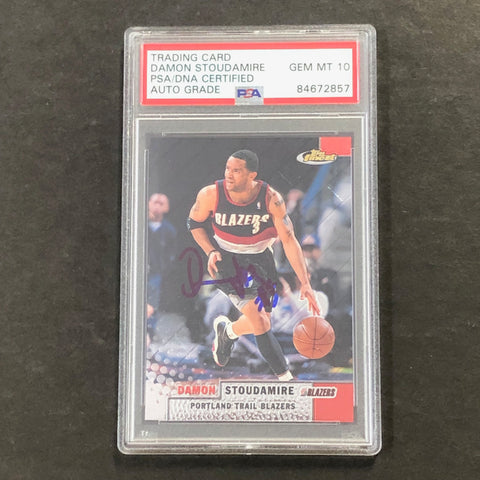 TRADING CARD
DAMON STOUDAMIRE
PSA/DNA CERTIFIED
AUTO GRADE
GEM MT 10
84672857
PSA
Topps
Finest
BLAZERS
3
DAMON STOUDAMIRE BLAZERS
PORTLAND TRAIL BLAZERS